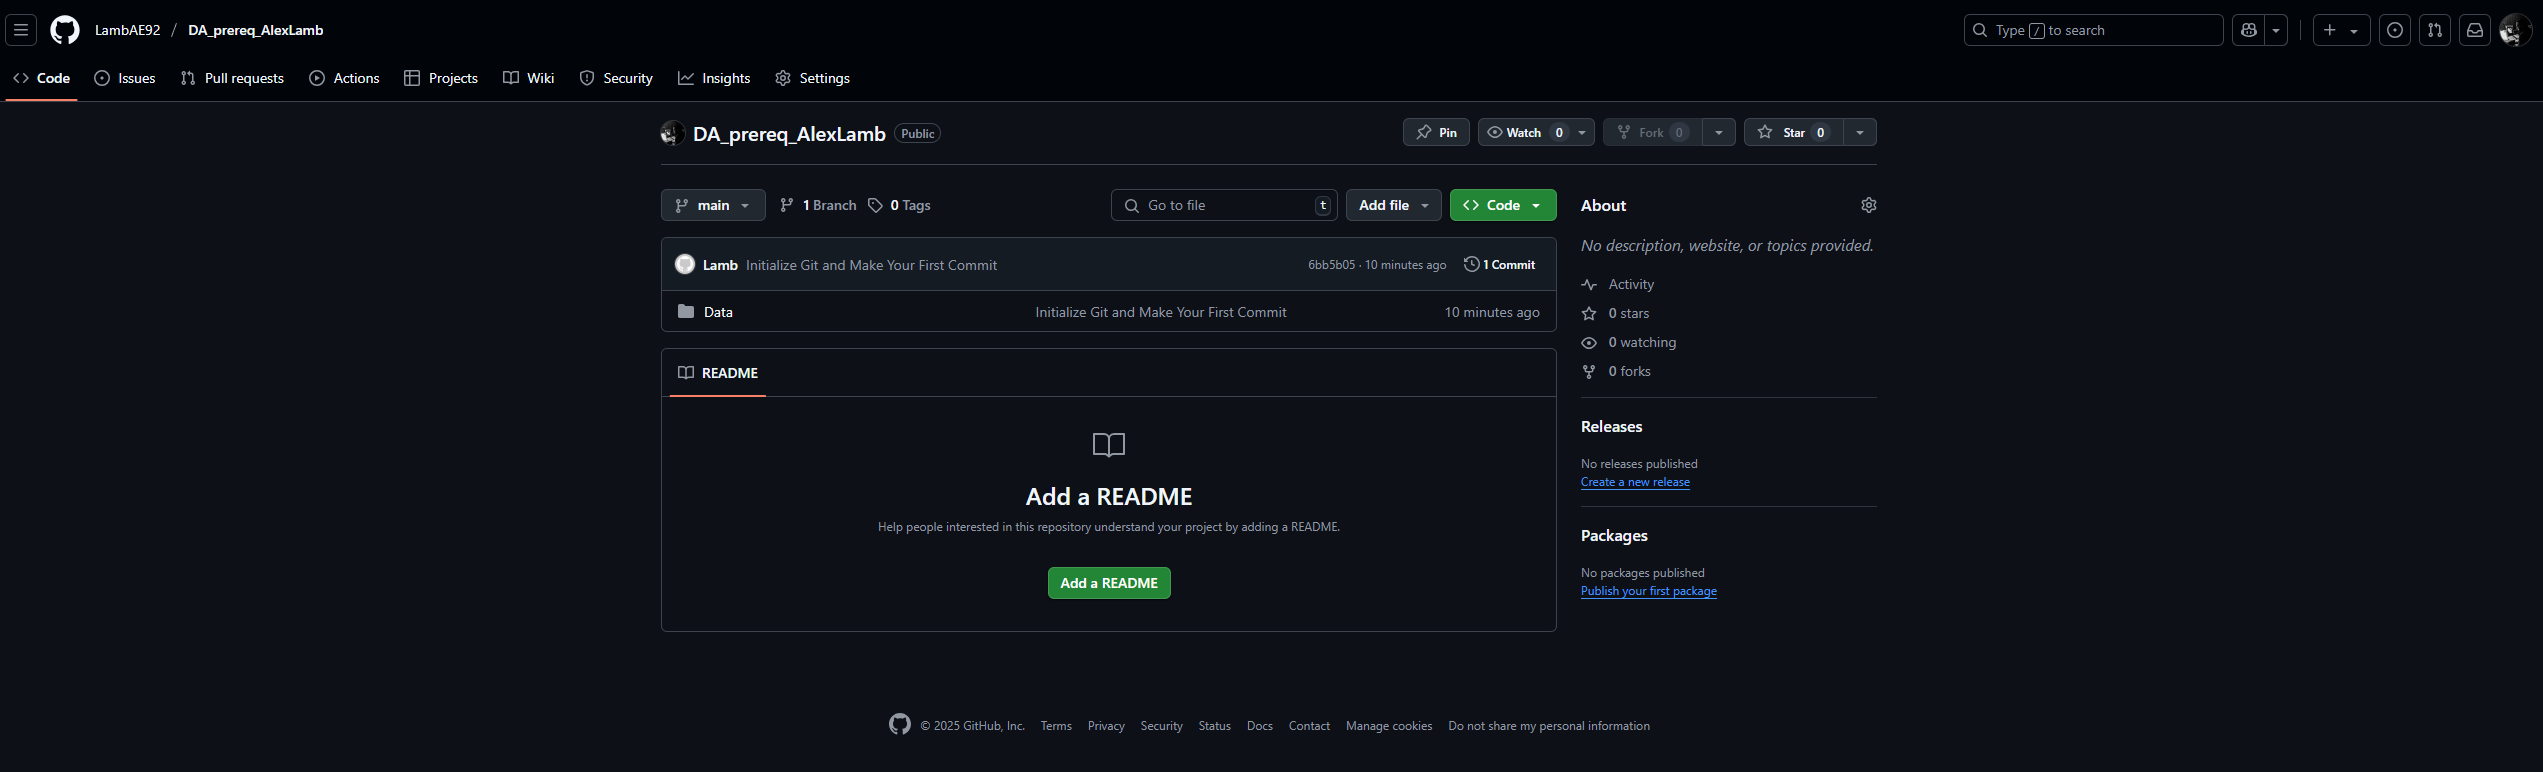 LambAE92 / DA_prereq_AlexLamb
Type / to search
Code Issues Pull requests Actions Projects Wiki Security Insights Settings
DA_prereq_AlexLamb Public
Pin Watch 0 Fork 0 Star 0
main 1 Branch 0 Tags
Go to file t Add file Code
Lamb Initialize Git and Make Your First Commit 6bb5b05 · 10 minutes ago 1 Commit
Data Initialize Git and Make Your First Commit 10 minutes ago
README
Add a README
Help people interested in this repository understand your project by adding a README.
Add a README
About
No description, website, or topics provided.
Activity
0 stars
0 watching
0 forks
Releases
No releases published
Create a new release
Packages
No packages published
Publish your first package
© 2025 GitHub, Inc. Terms Privacy Security Status Docs Contact Manage cookies Do not share my personal information